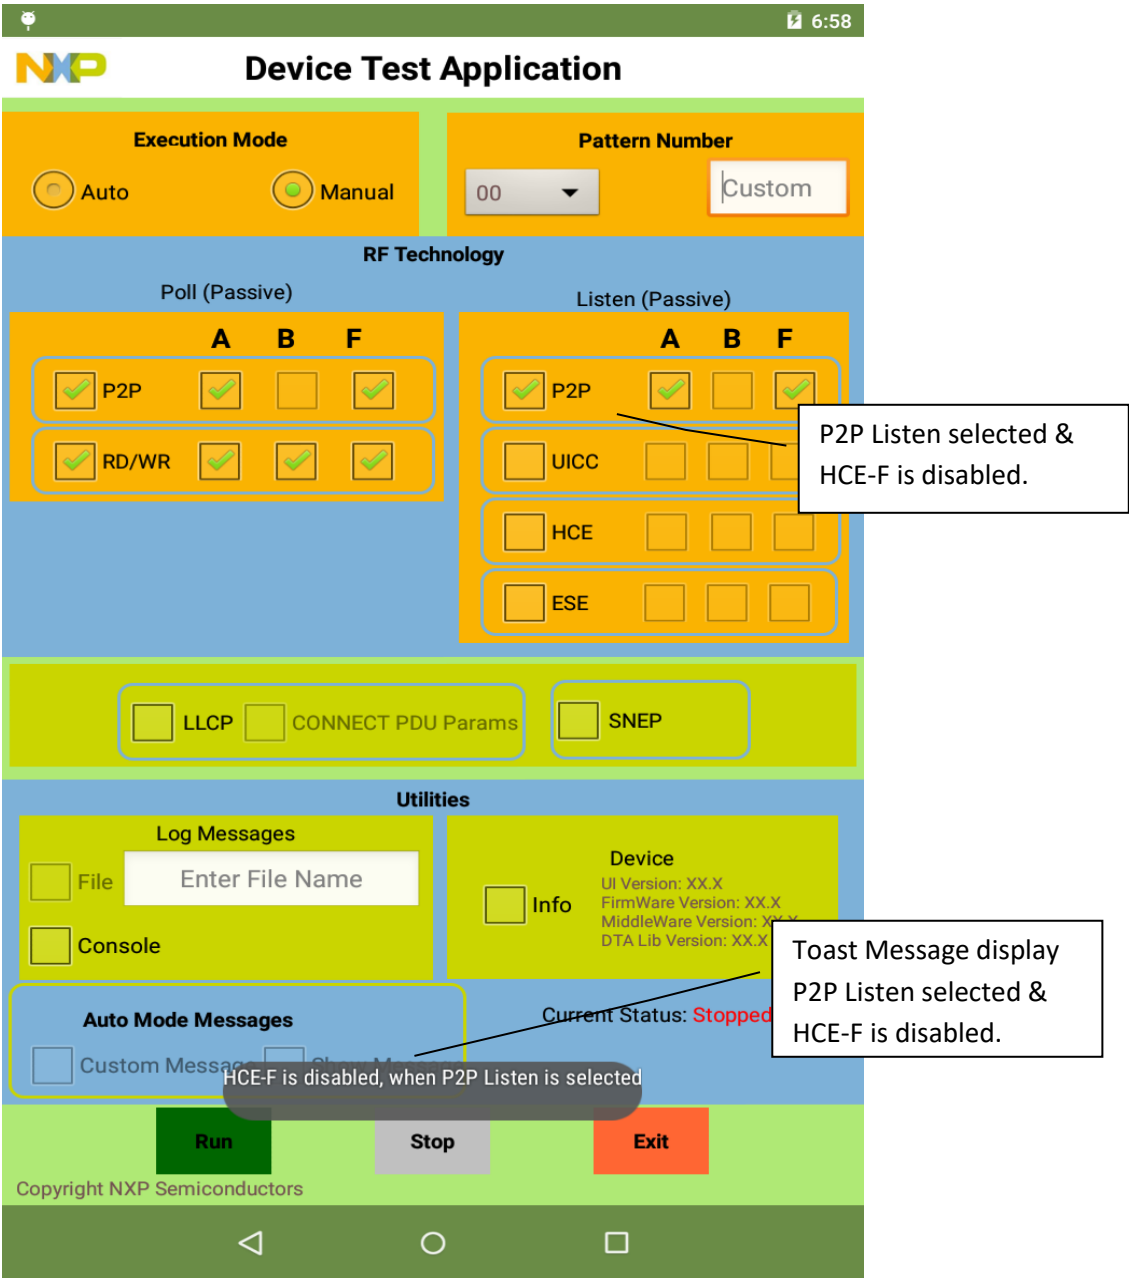 6:58
NXP
Device Test Application
Execution Mode
Auto
Manual
Pattern Number
00
Custom
RF Technology
Poll (Passive)
A B F
P2P
RD/WR
Listen (Passive)
A B F
P2P
UICC
HCE
ESE
P2P Listen selected &
HCE-F is disabled.
LLCP
CONNECT PDU Params
SNEP
Utilities
Log Messages
File
Enter File Name
Console
Info
Device
UI Version: XX.X
FirmWare Version: XX.X
MiddleWare Version: XX.X
DTA Lib Version: XX.X
Toast Message display
P2P Listen selected &
HCE-F is disabled.
Auto Mode Messages
Custom Message
Show Message
Current Status: Stopped
HCE-F is disabled, when P2P Listen is selected
Run
Stop
Exit
Copyright NXP Semiconductors